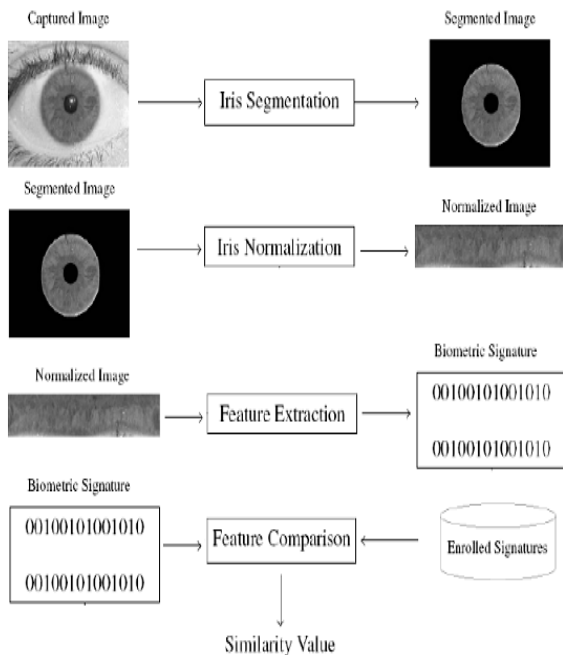 Captured Image
Segmented Image
Iris Segmentation
Segmented Image
Normalized Image
Iris Normalization
Normalized Image
Biometric Signature
Feature Extraction
00100101001010
00100101001010
Biometric Signature
00100101001010
00100101001010
Feature Comparison
Enrolled Signatures
Similarity Value